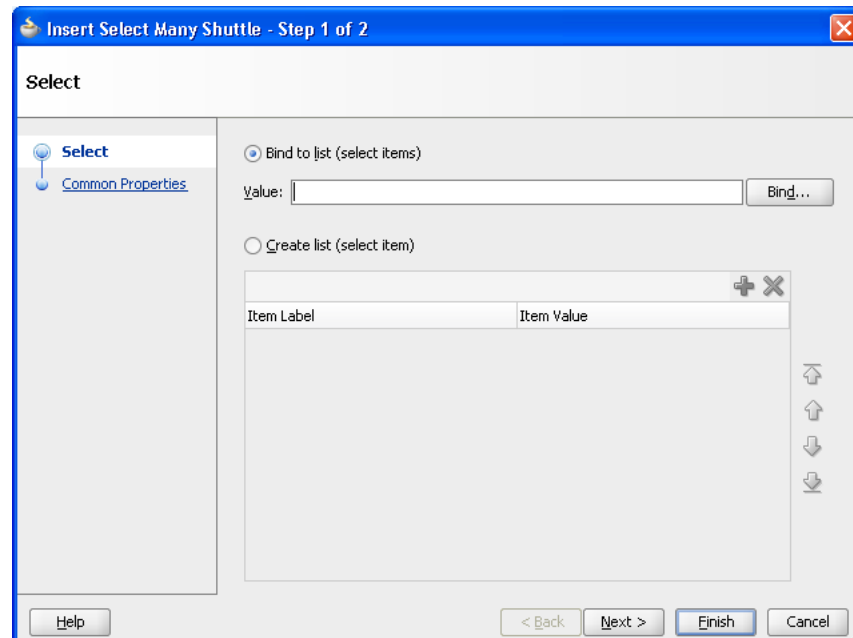 Insert Select Many Shuttle - Step 1 of 2
Select
Select
Common Properties
Bind to list (select items)
Value: Bind...
Create list (select item)
Item Label Item Value
Help < Back Next > Finish Cancel